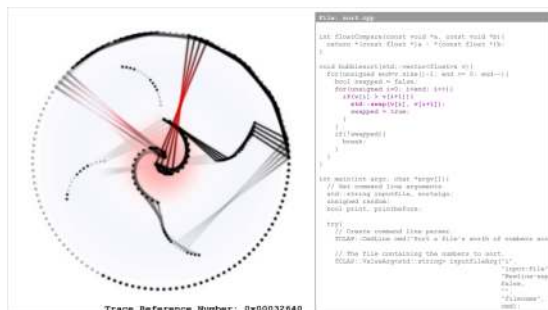 Trace Reference Number: 0x00032640
File: sort.cpp
int floatCompare(const void *a, const void *b){
return *(const float *)a - *(const float *)b;
}
void bubblesort(std::vector<float>& v){
for(unsigned end=v.size()-1; end >= 0; end--){
bool swapped = false;
for(unsigned i=0; i<end; i++){
if(v[i] > v[i+1]){
std::swap(v[i], v[i+1]);
swapped = true;
}
}
if(!swapped){
break;
}
}
}
int main(int argc, char *argv[]){
// Get command line arguments
std::string inputfile, sortalgo;
unsigned random;
bool print, printbefore;
try{
// Create command line parser
TCLAP::CmdLine cmd("Sort a file's worth of numbers
// The file containing the numbers to sort.
TCLAP::ValueArg<std::string> inputfileArg("i",
"input-file"
false,
"",
"filename",
cmd);